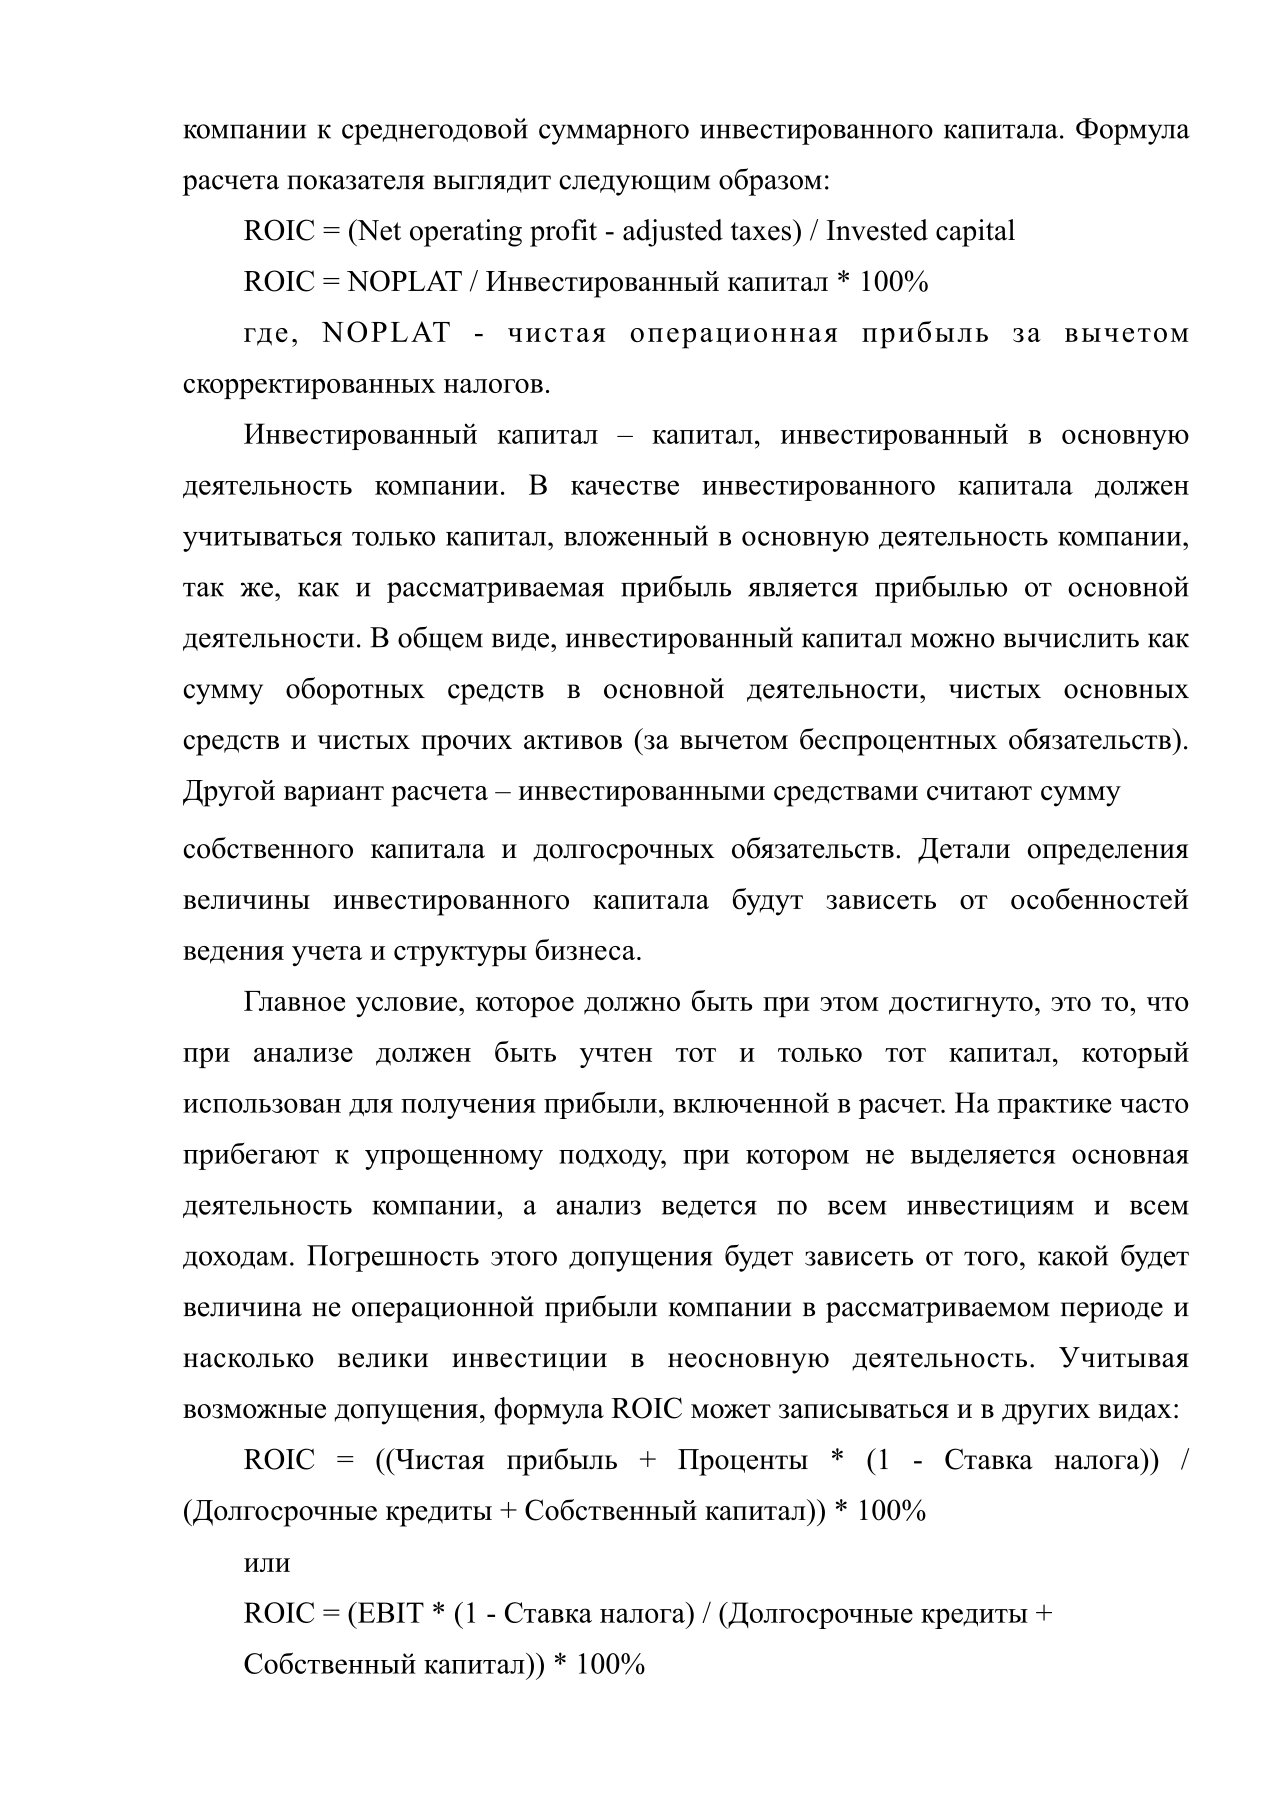 компании к среднегодовой суммарного инвестированного капитала. Формула
расчета показателя выглядит следующим образом:
ROIC = (Net operating profit - adjusted taxes) / Invested capital
ROIC = NOPLAT / Инвестированный капитал * 100%
где, NOPLAT - чистая операционная прибыль за вычетом
скорректированных налогов.
Инвестированный капитал – капитал, инвестированный в основную
деятельность компании. В качестве инвестированного капитала должен
учитываться только капитал, вложенный в основную деятельность компании,
так же, как и рассматриваемая прибыль является прибылью от основной
деятельности. В общем виде, инвестированный капитал можно вычислить как
сумму оборотных средств в основной деятельности, чистых основных
средств и чистых прочих активов (за вычетом беспроцентных обязательств).
Другой вариант расчета – инвестированными средствами считают сумму
собственного капитала и долгосрочных обязательств. Детали определения
величины инвестированного капитала будут зависеть от особенностей
ведения учета и структуры бизнеса.
Главное условие, которое должно быть при этом достигнуто, это то, что
при анализе должен быть учтен тот и только тот капитал, который
использован для получения прибыли, включенной в расчет. На практике часто
прибегают к упрощенному подходу, при котором не выделяется основная
деятельность компании, а анализ ведется по всем инвестициям и всем
доходам. Погрешность этого допущения будет зависеть от того, какой будет
величина не операционной прибыли компании в рассматриваемом периоде и
насколько велики инвестиции в неосновную деятельность. Учитывая
возможные допущения, формула ROIC может записываться и в других видах:
ROIC = ((Чистая прибыль + Проценты * (1 - Ставка налога)) /
(Долгосрочные кредиты + Собственный капитал)) * 100%
или
ROIC = (EBIT * (1 - Ставка налога) / (Долгосрочные кредиты +
Собственный капитал)) * 100%